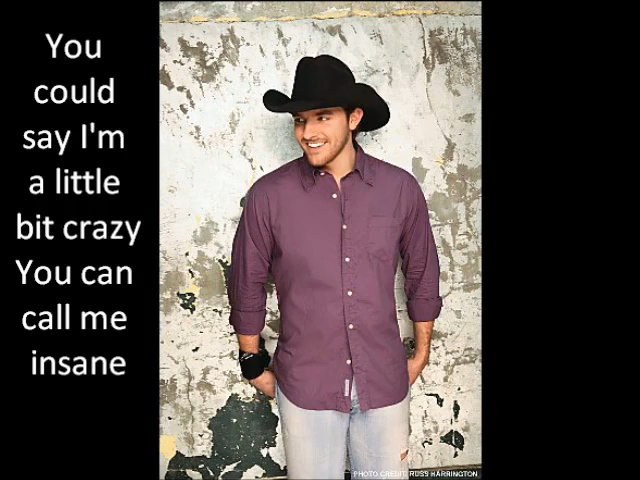 You
could
say I'm
a little
bit crazy
You can
call me
insane
PHOTO CREDIT: RUSS HARRINGTON